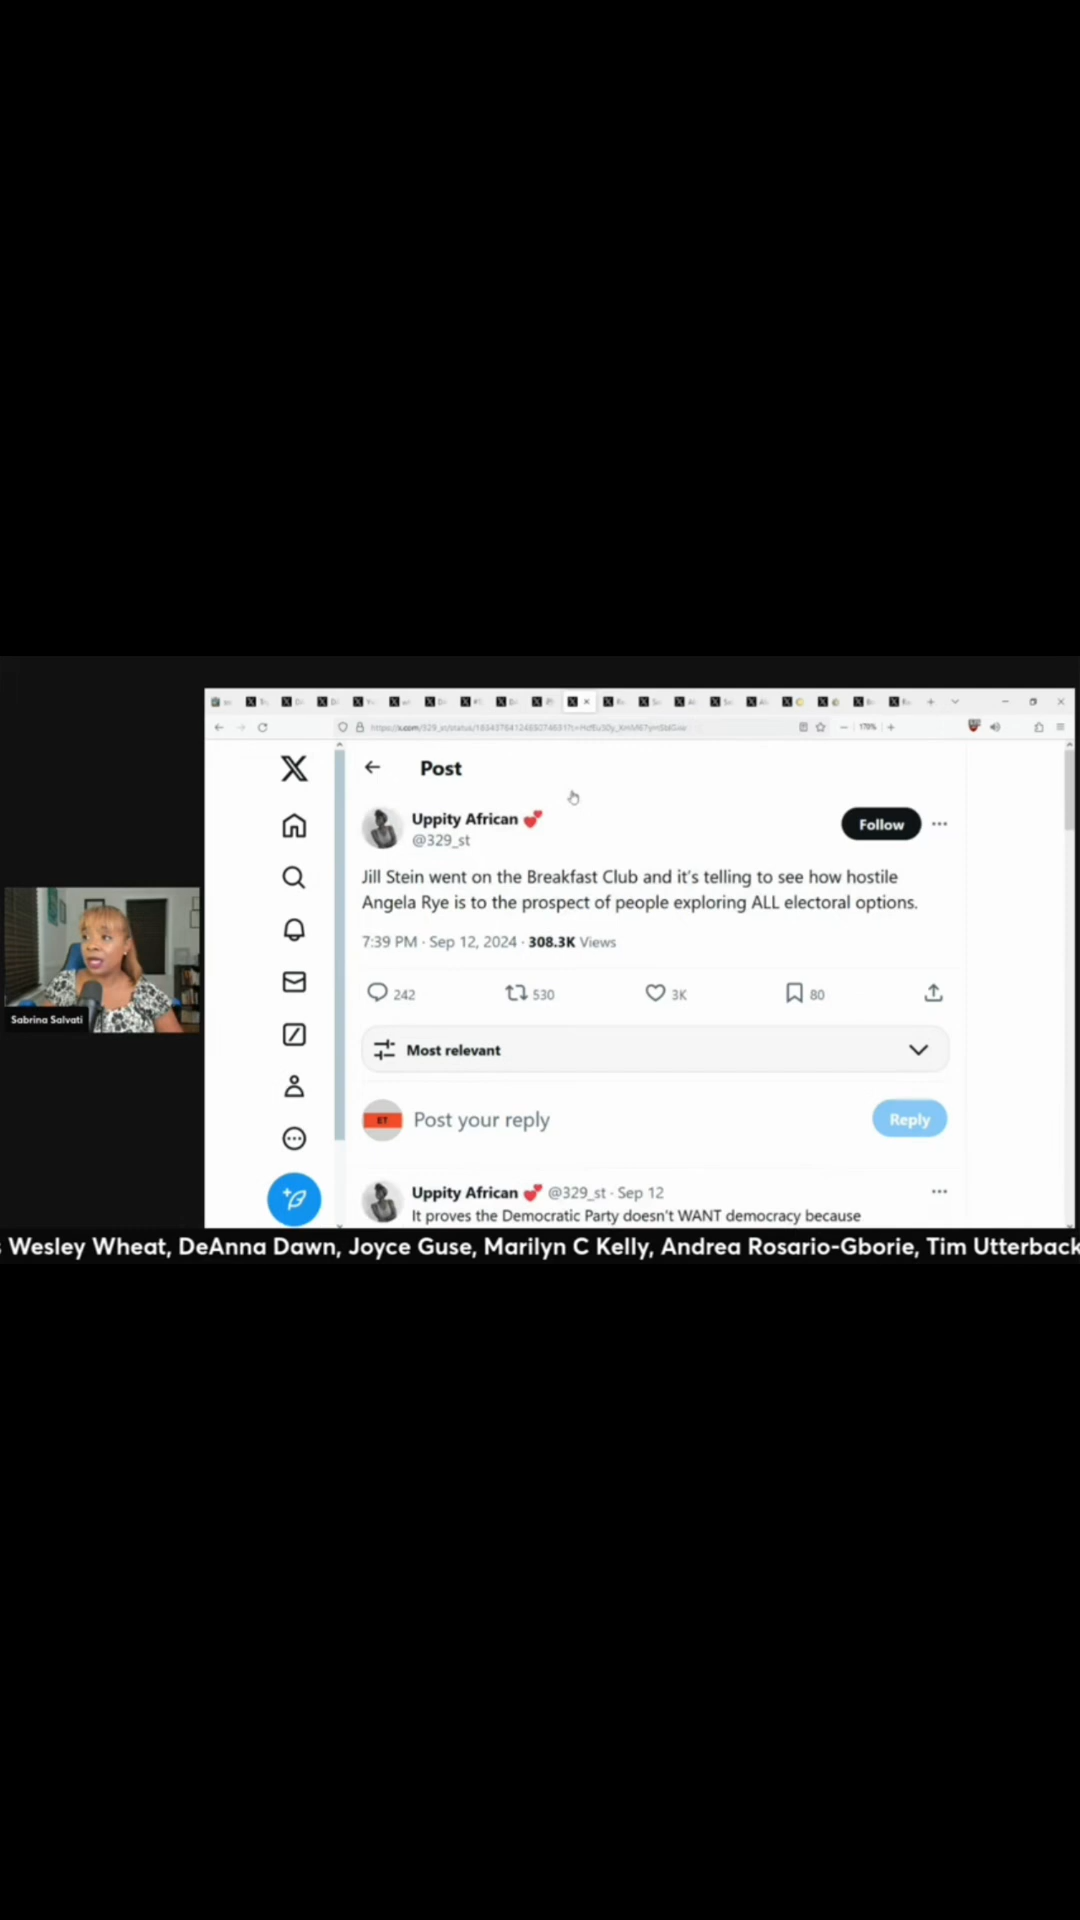 Post
Uppity African 💕
@329_st
Follow
Jill Stein went on the Breakfast Club and it's telling to see how hostile
Angela Rye is to the prospect of people exploring ALL electoral options.
7:39 PM · Sep 12, 2024 · 308.3K Views
242 530 3K 80
Most relevant
ET
Post your reply
Reply
Uppity African 💕 @329_st · Sep 12
It proves the Democratic Party doesn't WANT democracy because
Sabrina Salvati
Wesley Wheat, DeAnna Dawn, Joyce Guse, Marilyn C Kelly, Andrea Rosario-Gborie, Tim Utterback
170%